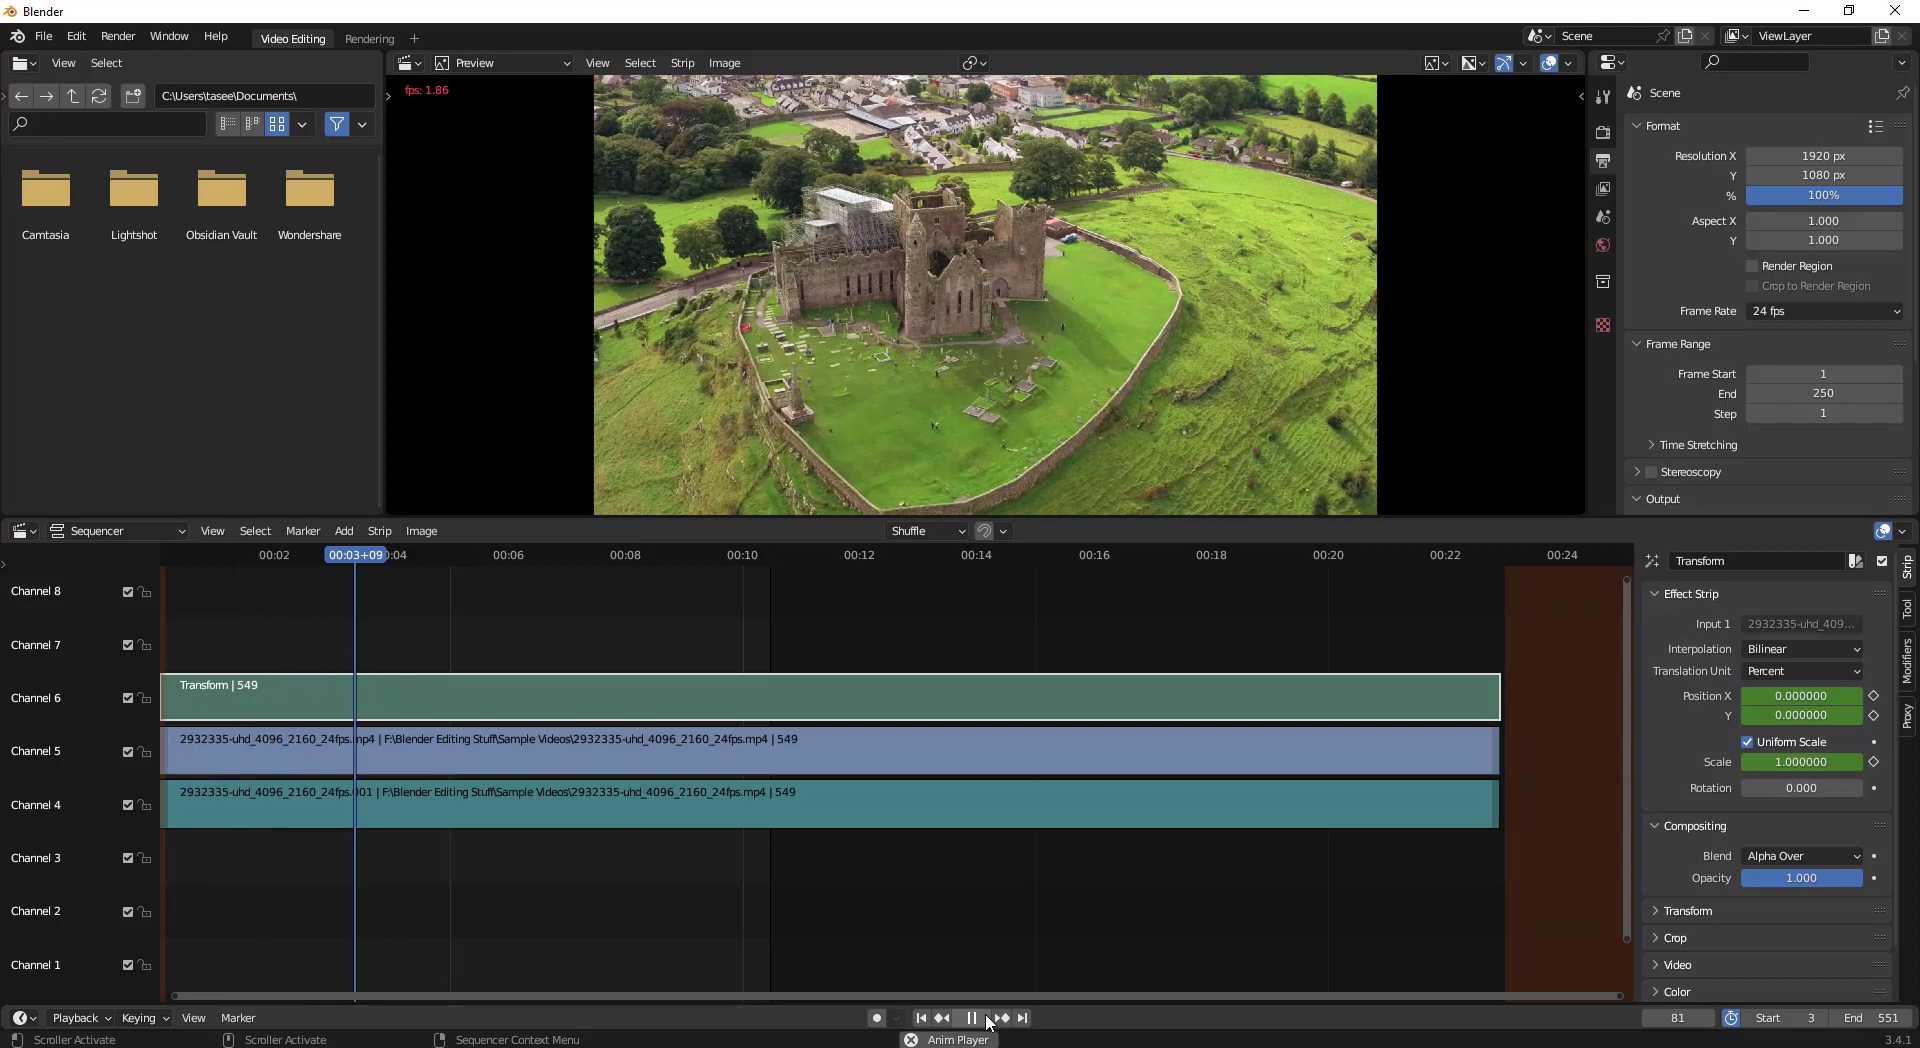 Blender
File Edit Render Window Help Video Editing Rendering + Scene ViewLayer
View Select Preview View Select Strip Image
C:\Users\tasee\Documents\
fps: 1.86
Camtasia Lightshot Obsidian Vault Wondershare
Scene
Format
Resolution X 1920 px
Y 1080 px
% 100%
Aspect X 1.000
Y 1.000
Render Region
Crop to Render Region
Frame Rate 24 fps
Frame Range
Frame Start 1
End 250
Step 1
Time Stretching
Stereoscopy
Output
Sequencer View Select Marker Add Strip Image Shuffle
00:02 00:03+09 0:04 00:06 00:08 00:10 00:12 00:14 00:16 00:18 00:20 00:22 00:24
Channel 8
Channel 7
Channel 6
Transform | 549
Channel 5
2932335-uhd_4096_2160_24fps.mp4 | F:\Blender Editing Stuff\Sample Videos\2932335-uhd_4096_2160_24fps.mp4 | 549
Channel 4
2932335-uhd_4096_2160_24fps.001 | F:\Blender Editing Stuff\Sample Videos\2932335-uhd_4096_2160_24fps.mp4 | 549
Channel 3
Channel 2
Channel 1
Transform
Effect Strip
Input 1 2932335-uhd_409...
Interpolation Bilinear
Translation Unit Percent
Position X 0.000000
Y 0.000000
Uniform Scale
Scale 1.000000
Rotation 0.000
Compositing
Blend Alpha Over
Opacity 1.000
Transform
Crop
Video
Color
Strip
Tool
Modifiers
Proxy
Playback Keying View Marker 81 Start 3 End 551
Scroller Activate Scroller Activate Sequencer Context Menu Anim Player 3.4.1